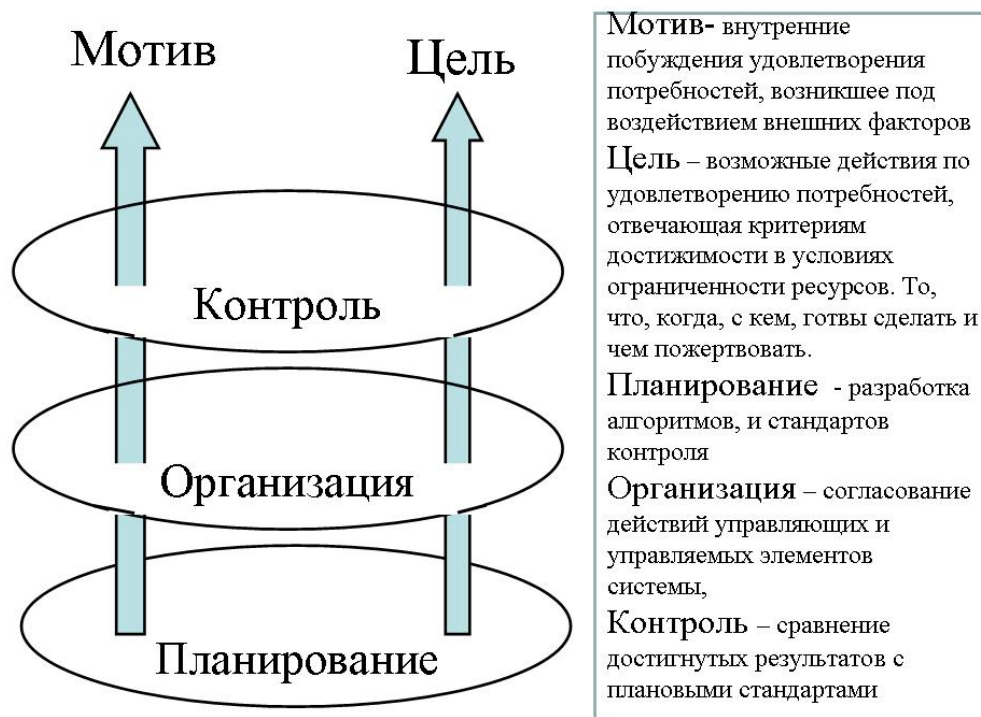 Мотив
Цель
Контроль
Организация
Планирование
Мотив- внутренние
побуждения удовлетворения
потребностей, возникшее под
воздействием внешних факторов
Цель – возможные действия по
удовлетворению потребностей,
отвечающая критериям
достижимости в условиях
ограниченности ресурсов. То,
что, когда, с кем, готвы сделать и
чем пожертвовать.
Планирование - разработка
алгоритмов, и стандартов
контроля
Организация – согласование
действий управляющих и
управляемых элементов
системы,
Контроль – сравнение
достигнутых результатов с
плановыми стандартами